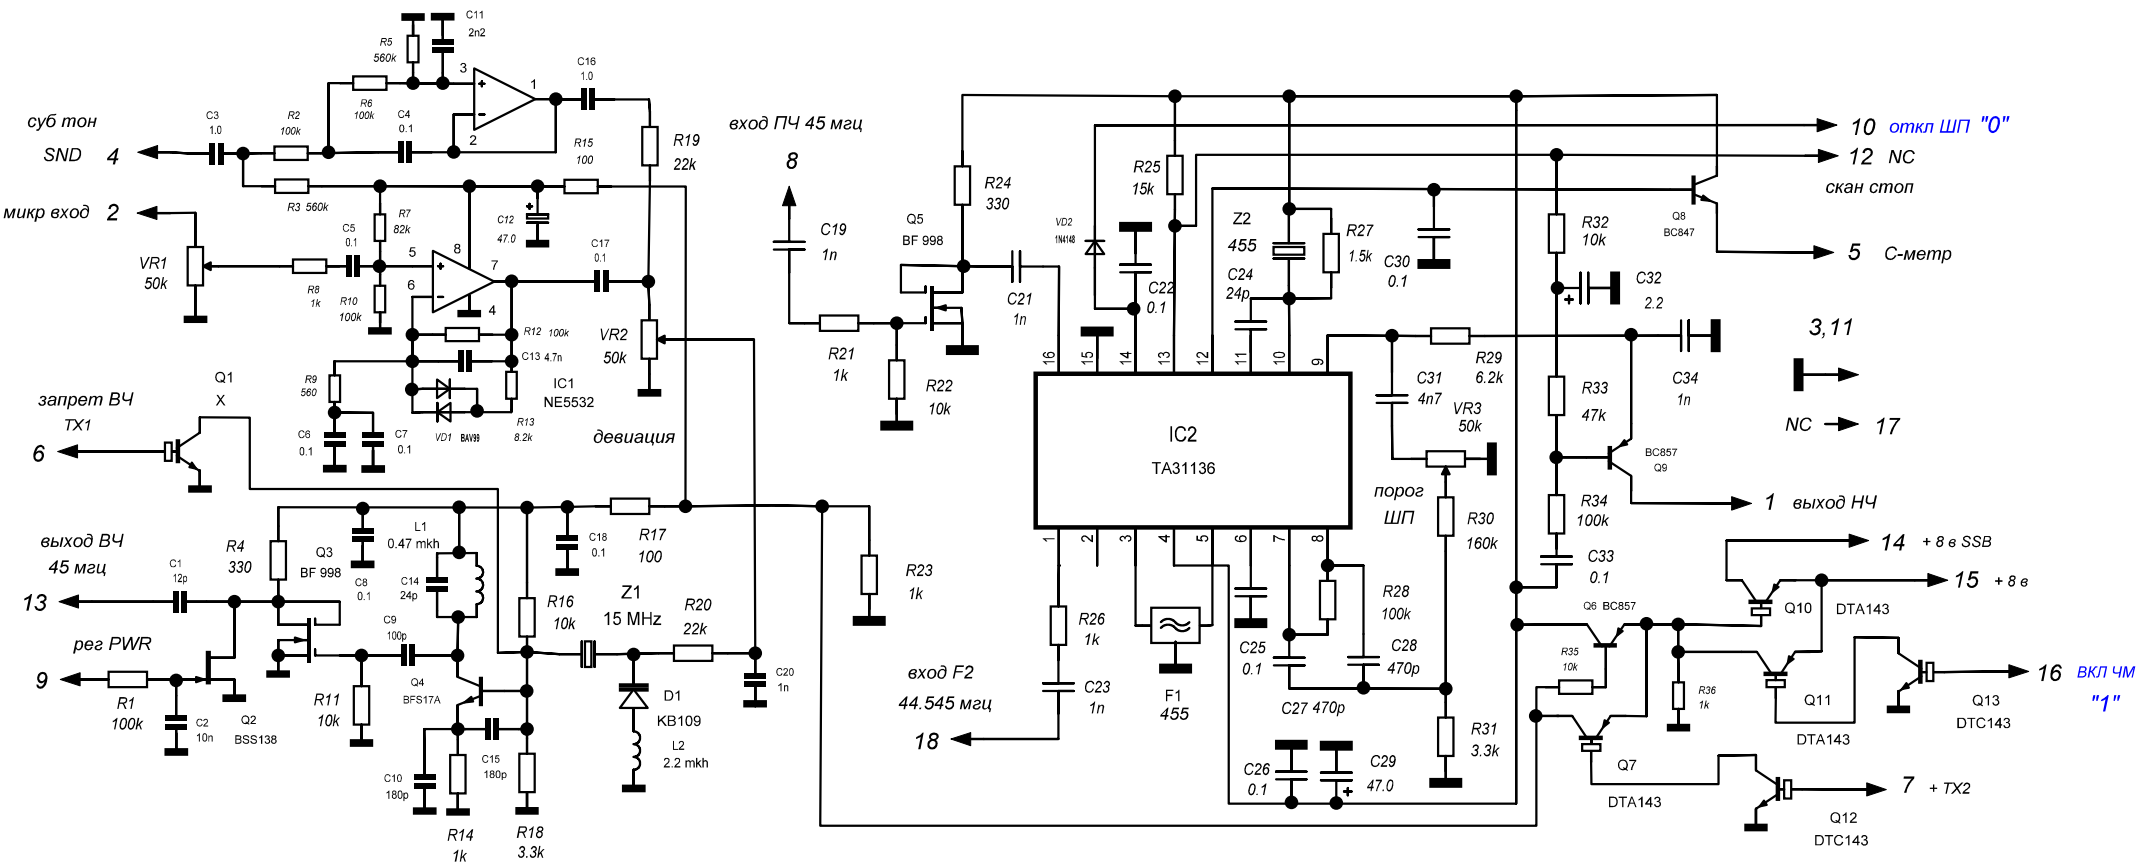 C11
2n2
R5
560k
3
1
C16
1.0
R6
100k
C4
0.1
2
суб тон
SND 4
C3
1.0
R2
100k
R15
100
R19
22k
R3 560k
микр вход 2
R7
82k
C12
47.0
+
C5
0.1
5
8
7
6
4
C17
0.1
VR1
50k
R8
1k
R10
100k
R12 100k
C13 4.7n
VR2
50k
R9
560
IC1
NE5532
Q1
X
запрет ВЧ
TX1
6
C6
0.1
C7
0.1
VD1 BAV99
R13
8.2k
девиация
выход ВЧ
45 мгц
13
C1
12p
R4
330
Q3
BF 998
C8
0.1
L1
0.47 mkh
C14
24p
C18
0.1
R17
100
R16
10k
Z1
15 MHz
R20
22k
R23
1k
рег PWR
9
R1
100k
C2
10n
Q2
BSS138
R11
10k
C9
100p
Q4
BFS17A
D1
KB109
L2
2.2 mkh
C20
1n
C10
180p
C15
180p
R14
1k
R18
3.3k
вход ПЧ 45 мгц
8
C19
1n
Q5
BF 998
R24
330
R21
1k
R22
10k
C21
1n
VD2
1N4148
C22
0.1
R25
15k
Z2
455
R27
1.5k
C24
24p
C30
0.1
10 откл ШП "0"
12 NC
скан стоп
Q8
BC847
5 С-метр
R32
10k
C32
2.2
+
3,11
NC 17
16 15 14 13 12 11 10 9
IC2
TA31136
1 2 3 4 5 6 7 8
C31
4n7
R29
6.2k
C34
1n
VR3
50k
R33
47k
BC857
Q9
порог
ШП
R30
160k
R34
100k
1 выход НЧ
C33
0.1
14 + 8 в SSB
15 + 8 в
Q6 BC857
Q10
DTA143
R26
1k
C23
1n
вход F2
44.545 мгц
18
F1
455
C25
0.1
R28
100k
C28
470p
C27 470p
R31
3.3k
C26
0.1
C29
47.0
+
R35
10k
R36
1k
Q11
DTA143
Q13
DTC143
16 ВКЛ ЧМ
"1"
Q7
DTA143
7 + TX2
Q12
DTC143